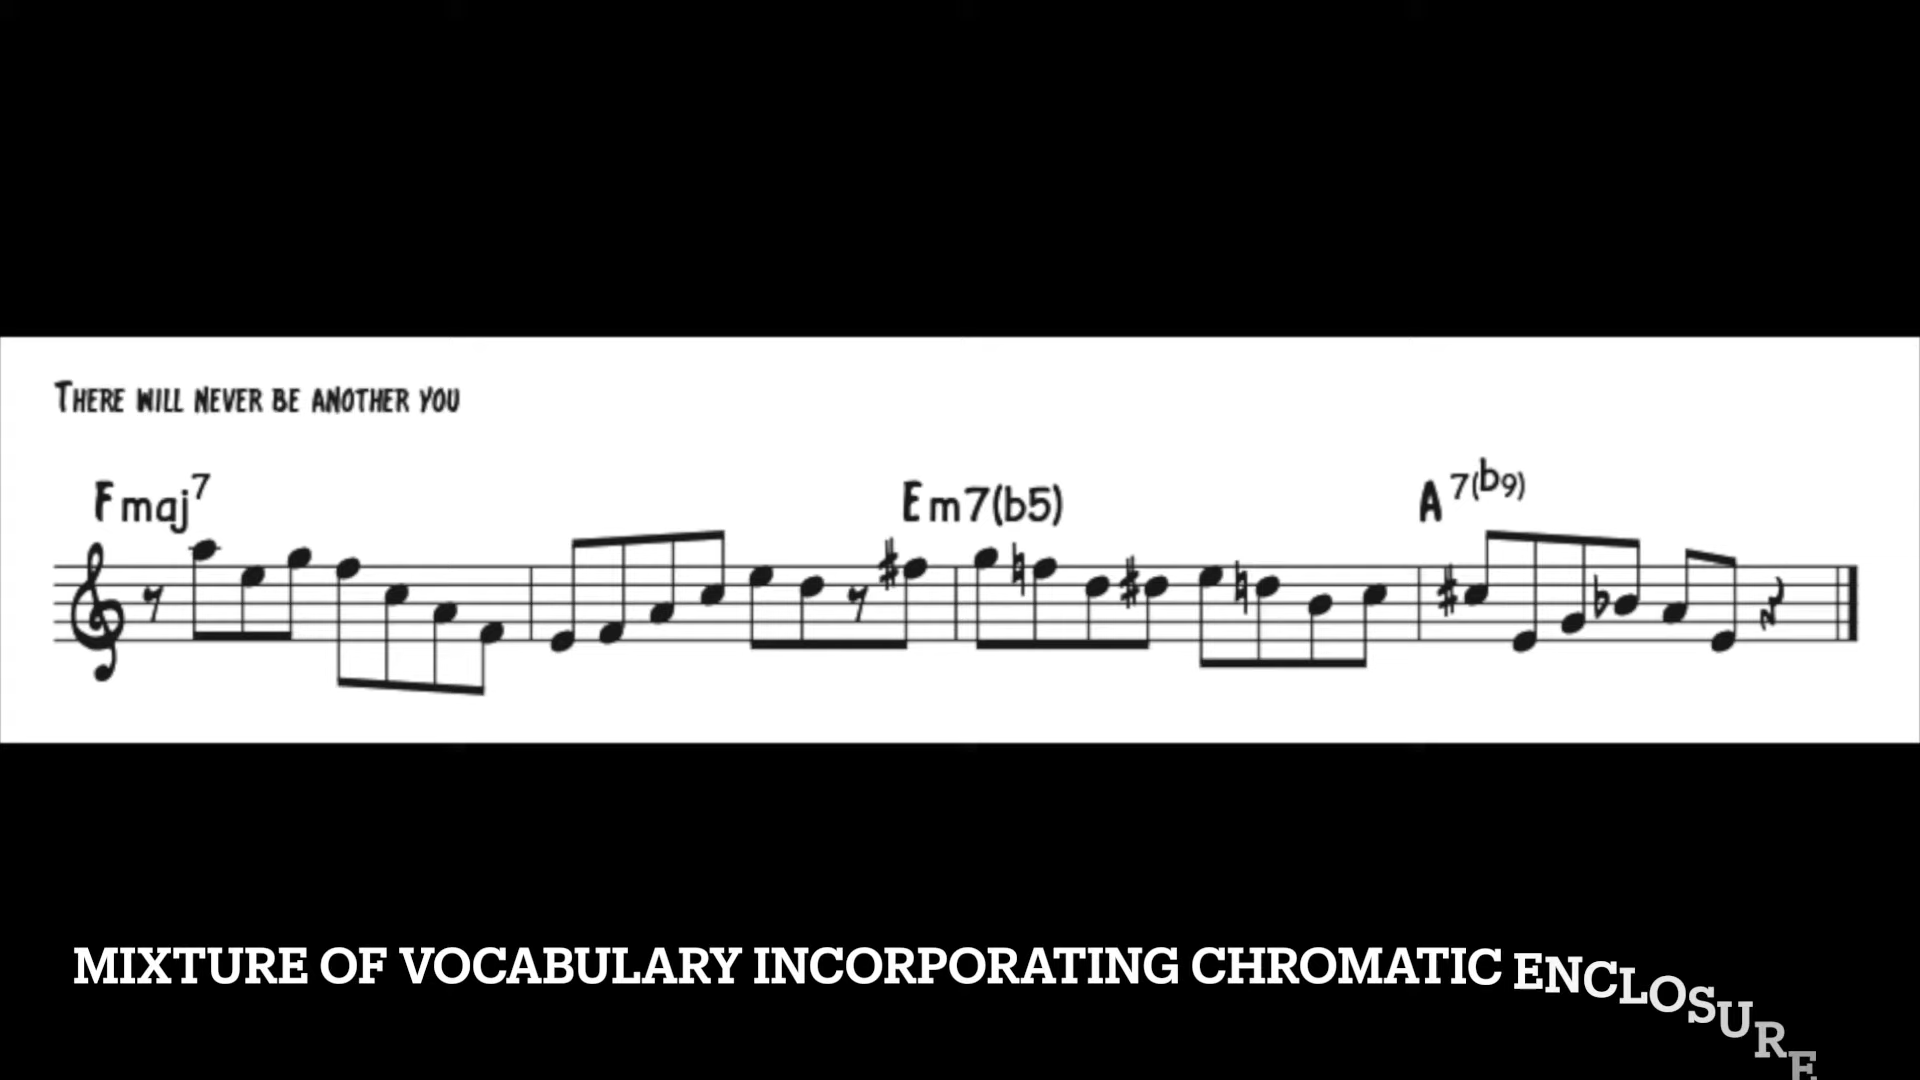 THERE WILL NEVER BE ANOTHER YOU
Fmaj7 Em7(b5) A7(b9)
MIXTURE OF VOCABULARY INCORPORATING CHROMATIC ENCLOSURE